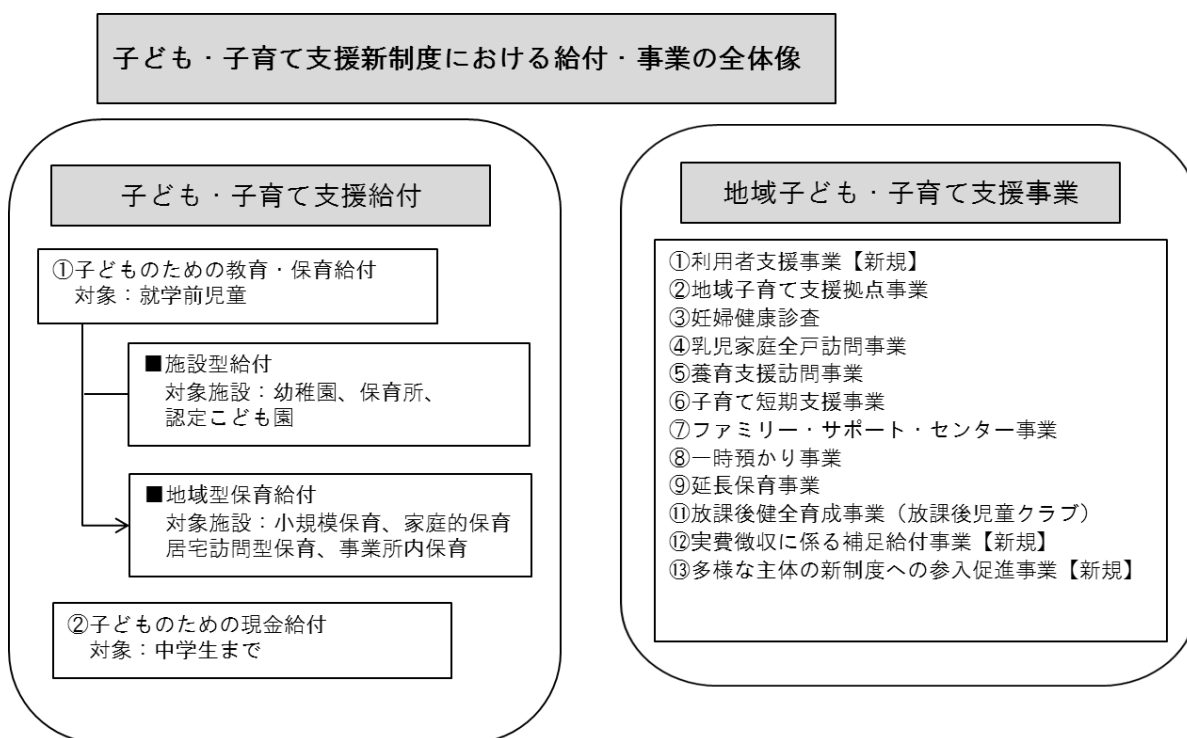 子ども・子育て支援新制度における給付・事業の全体像
子ども・子育て支援給付
①子どものための教育・保育給付
対象：就学前児童
■施設型給付
対象施設：幼稚園、保育所、
認定こども園
■地域型保育給付
対象施設：小規模保育、家庭的保育
居宅訪問型保育、事業所内保育
②子どものための現金給付
対象：中学生まで
地域子ども・子育て支援事業
①利用者支援事業【新規】
②地域子育て支援拠点事業
③妊婦健康診査
④乳児家庭全戸訪問事業
⑤養育支援訪問事業
⑥子育て短期支援事業
⑦ファミリー・サポート・センター事業
⑧一時預かり事業
⑨延長保育事業
⑪放課後健全育成事業（放課後児童クラブ）
⑫実費徴収に係る補足給付事業【新規】
⑬多様な主体の新制度への参入促進事業【新規】